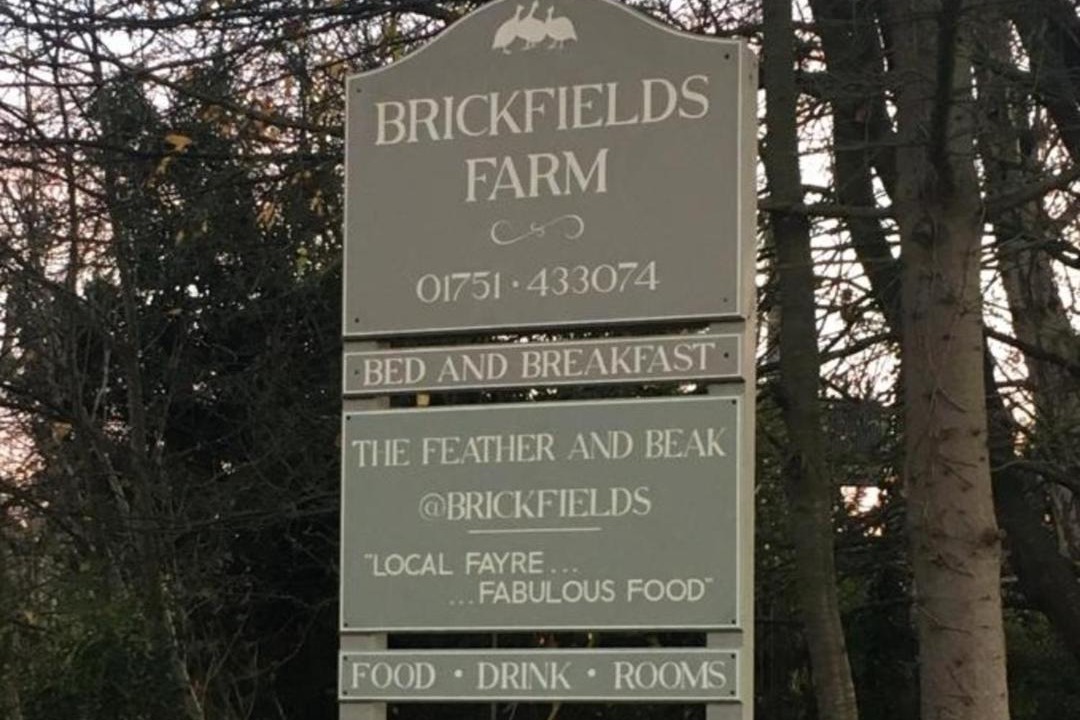 BRICKFIELDS
FARM
01751·433074
BED AND BREAKFAST
THE FEATHER AND BEAK
@BRICKFIELDS
"LOCAL FAYRE...
...FABULOUS FOOD"
FOOD · DRINK · ROOMS